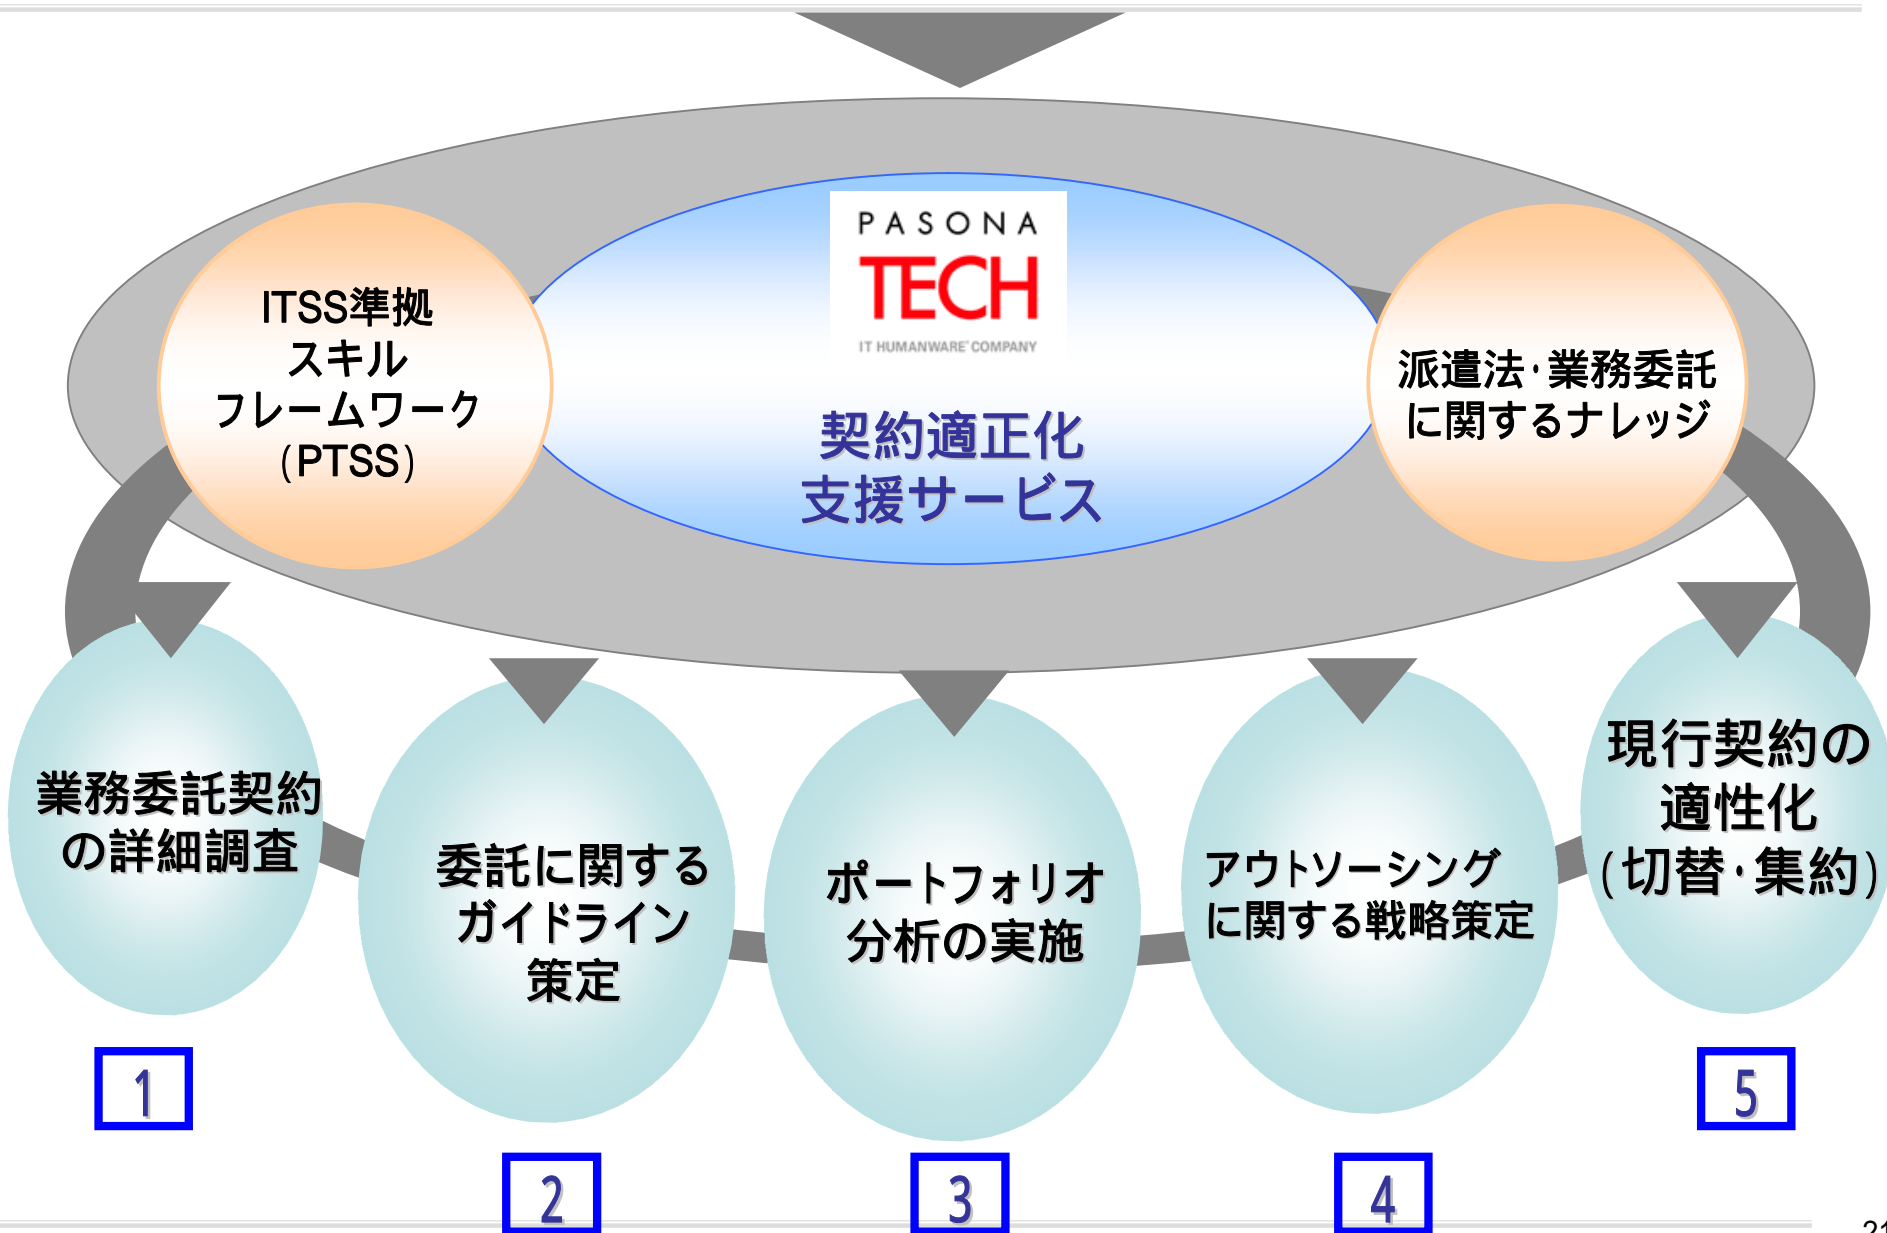 PASONA
TECH
IT HUMANWARE COMPANY
契約適正化
支援サービス
ITSS準拠
スキル
フレームワーク
(PTSS)
派遣法・業務委託
に関するナレッジ
業務委託契約
の詳細調査
委託に関する
ガイドライン
策定
ポートフォリオ
分析の実施
アウトソーシング
に関する戦略策定
現行契約の
適性化
(切替・集約)
1
2
3
4
5
21